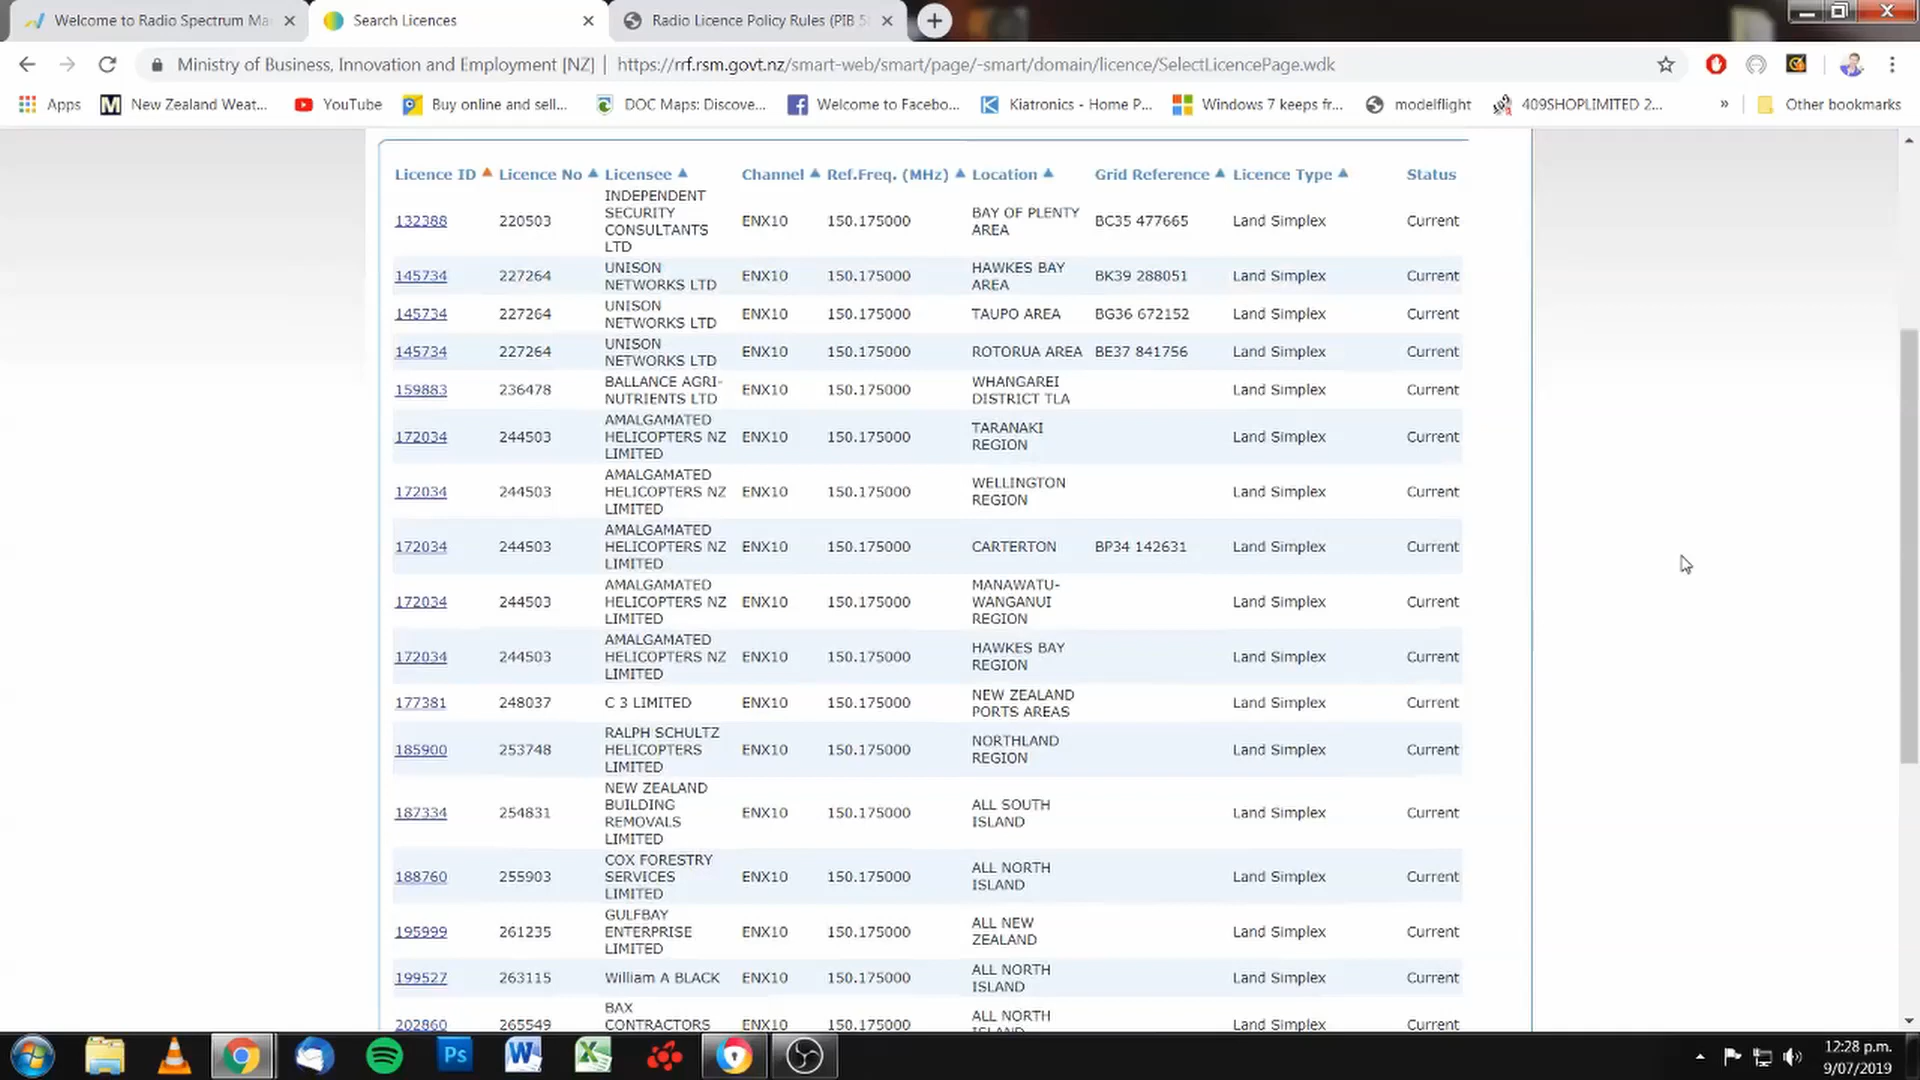 Welcome to Radio Spectrum Ma
Search Licences
Radio Licence Policy Rules (PIB 5
Ministry of Business, Innovation and Employment [NZ] | https://rrf.rsm.govt.nz/smart-web/smart/page/-smart/domain/licence/SelectLicencePage.wdk
Apps
New Zealand Weat...
YouTube
Buy online and sell...
DOC Maps: Discove...
Welcome to Facebo...
Kiatronics - Home P...
Windows 7 keeps fr...
modelflight
409SHOPLIMITED 2...
»
Other bookmarks
Licence ID Licence No Licensee Channel Ref.Freq. (MHz) Location Grid Reference Licence Type Status
132388 220503 INDEPENDENT SECURITY CONSULTANTS LTD ENX10 150.175000 BAY OF PLENTY AREA BC35 477665 Land Simplex Current
145734 227264 UNISON NETWORKS LTD ENX10 150.175000 HAWKES BAY AREA BK39 288051 Land Simplex Current
145734 227264 UNISON NETWORKS LTD ENX10 150.175000 TAUPO AREA BG36 672152 Land Simplex Current
145734 227264 UNISON NETWORKS LTD ENX10 150.175000 ROTORUA AREA BE37 841756 Land Simplex Current
159883 236478 BALLANCE AGRI-NUTRIENTS LTD ENX10 150.175000 WHANGAREI DISTRICT TLA Land Simplex Current
172034 244503 AMALGAMATED HELICOPTERS NZ LIMITED ENX10 150.175000 TARANAKI REGION Land Simplex Current
172034 244503 AMALGAMATED HELICOPTERS NZ LIMITED ENX10 150.175000 WELLINGTON REGION Land Simplex Current
172034 244503 AMALGAMATED HELICOPTERS NZ LIMITED ENX10 150.175000 CARTERTON BP34 142631 Land Simplex Current
172034 244503 AMALGAMATED HELICOPTERS NZ LIMITED ENX10 150.175000 MANAWATU-WANGANUI REGION Land Simplex Current
172034 244503 AMALGAMATED HELICOPTERS NZ LIMITED ENX10 150.175000 HAWKES BAY REGION Land Simplex Current
177381 248037 C 3 LIMITED ENX10 150.175000 NEW ZEALAND PORTS AREAS Land Simplex Current
185900 253748 RALPH SCHULTZ HELICOPTERS LIMITED ENX10 150.175000 NORTHLAND REGION Land Simplex Current
187334 254831 NEW ZEALAND BUILDING REMOVALS LIMITED ENX10 150.175000 ALL SOUTH ISLAND Land Simplex Current
188760 255903 COX FORESTRY SERVICES LIMITED ENX10 150.175000 ALL NORTH ISLAND Land Simplex Current
195999 261235 GULFBAY ENTERPRISE LIMITED ENX10 150.175000 ALL NEW ZEALAND Land Simplex Current
199527 263115 William A BLACK ENX10 150.175000 ALL NORTH ISLAND Land Simplex Current
202860 265549 BAX CONTRACTORS ENX10 150.175000 ALL NORTH ISLAND Land Simplex Current
Ps
12:28 p.m.
9/07/2019